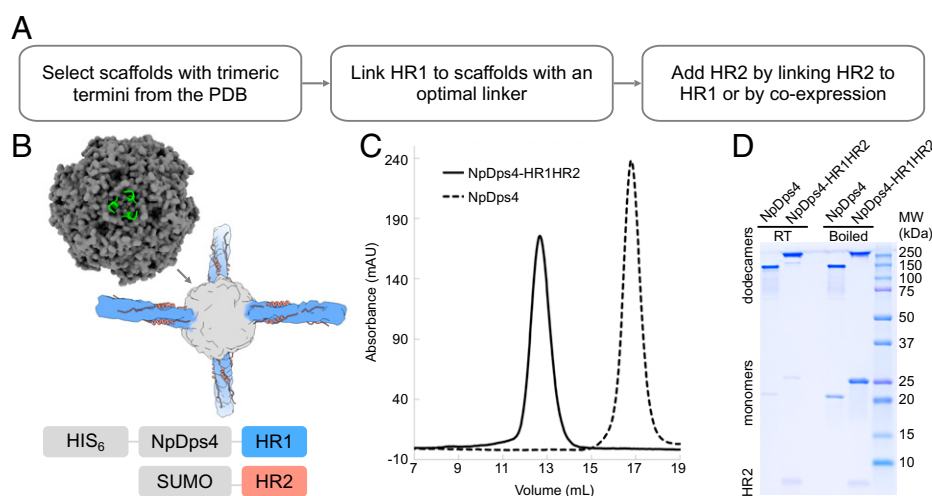 A
Select scaffolds with trimeric
termini from the PDB
Link HR1 to scaffolds with an
optimal linker
Add HR2 by linking HR2 to
HR1 or by co-expression
B
HIS6
NpDps4
HR1
SUMO
HR2
C
NpDps4-HR1HR2
NpDps4
Absorbance (mAU)
240
190
140
90
40
-10
7
9
11
13
15
17
19
Volume (mL)
D
NpDps4
NpDps4-HR1HR2
NpDps4
NpDps4-HR1HR2
RT
Boiled
MW
(kDa)
dodecamers
monomers
HR2
250
150
100
75
50
37
25
20
15
10